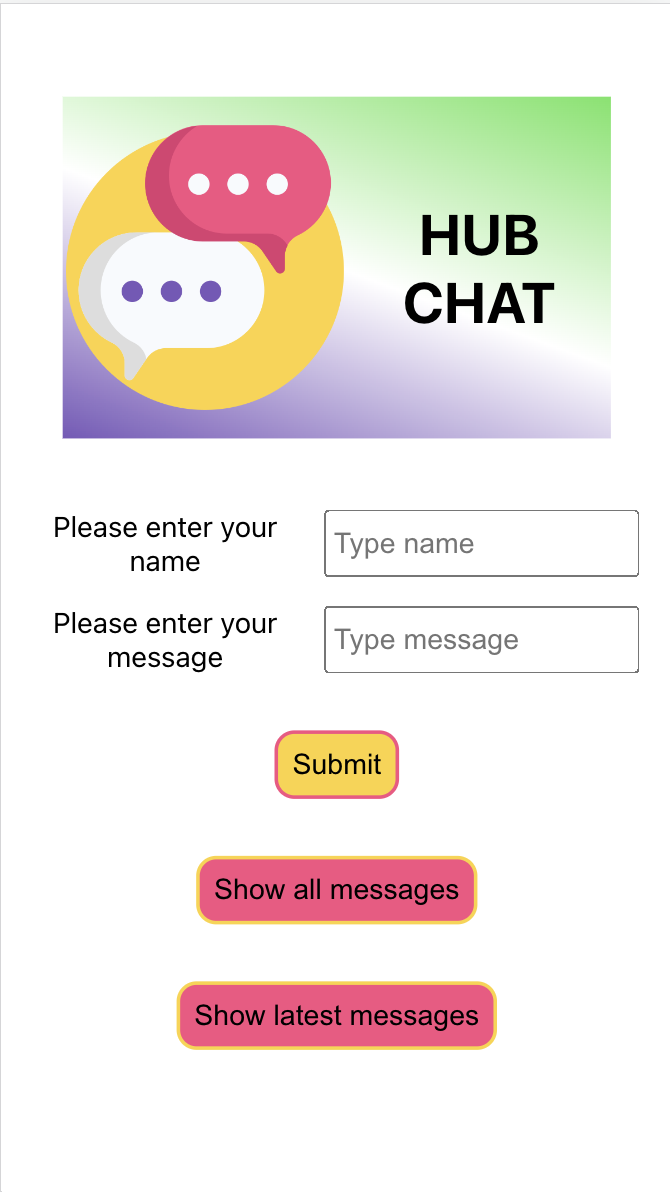 HUB
CHAT
Please enter your
name
Type name
Please enter your
message
Type message
Submit
Show all messages
Show latest messages